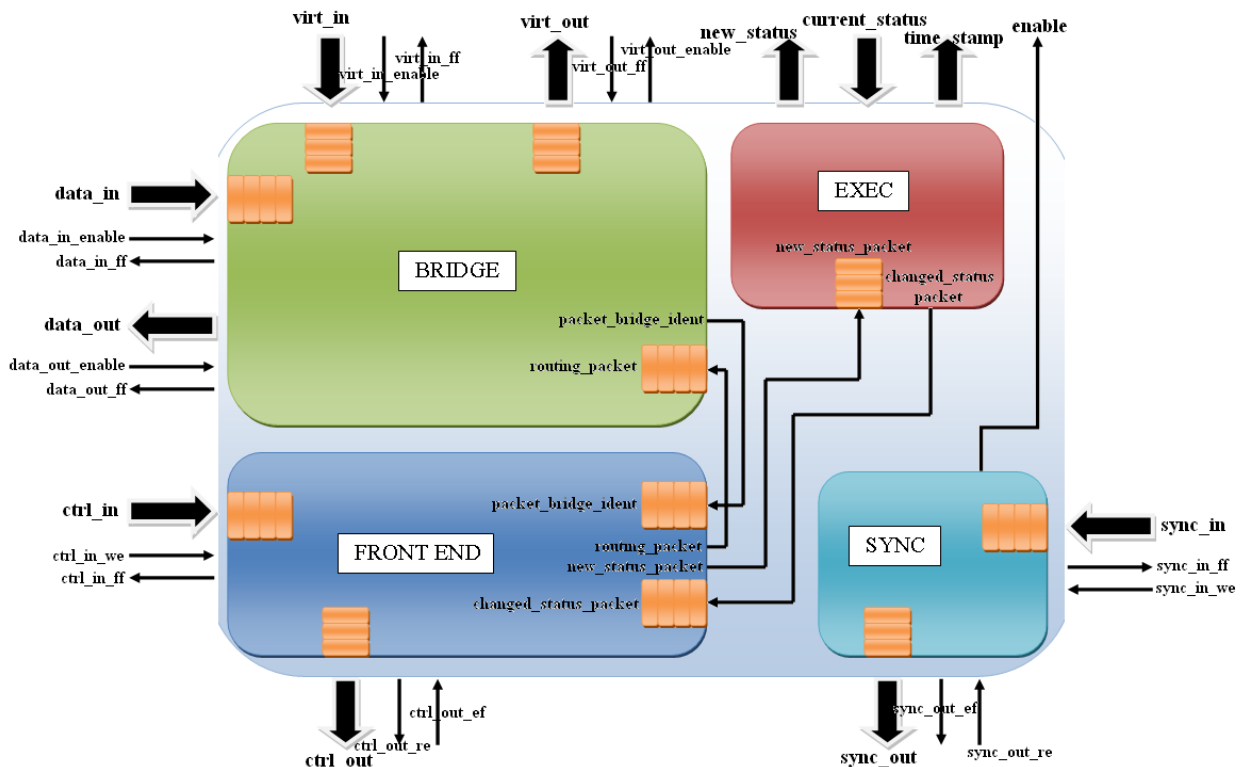 virt_in
virt_in_enable
virt_in_ff
virt_out
virt_out_ff
virt_out_enable
new_status
current_status
time_stamp
enable
data_in
data_in_enable
data_in_ff
data_out
data_out_enable
data_out_ff
BRIDGE
packet_bridge_ident
routing_packet
EXEC
new_status_packet
changed_status
packet
ctrl_in
ctrl_in_we
ctrl_in_ff
FRONT END
packet_bridge_ident
routing_packet
new_status_packet
changed_status_packet
SYNC
sync_in
sync_in_ff
sync_in_we
ctrl_out
ctrl_out_re
ctrl_out_ef
sync_out
sync_out_ef
sync_out_re